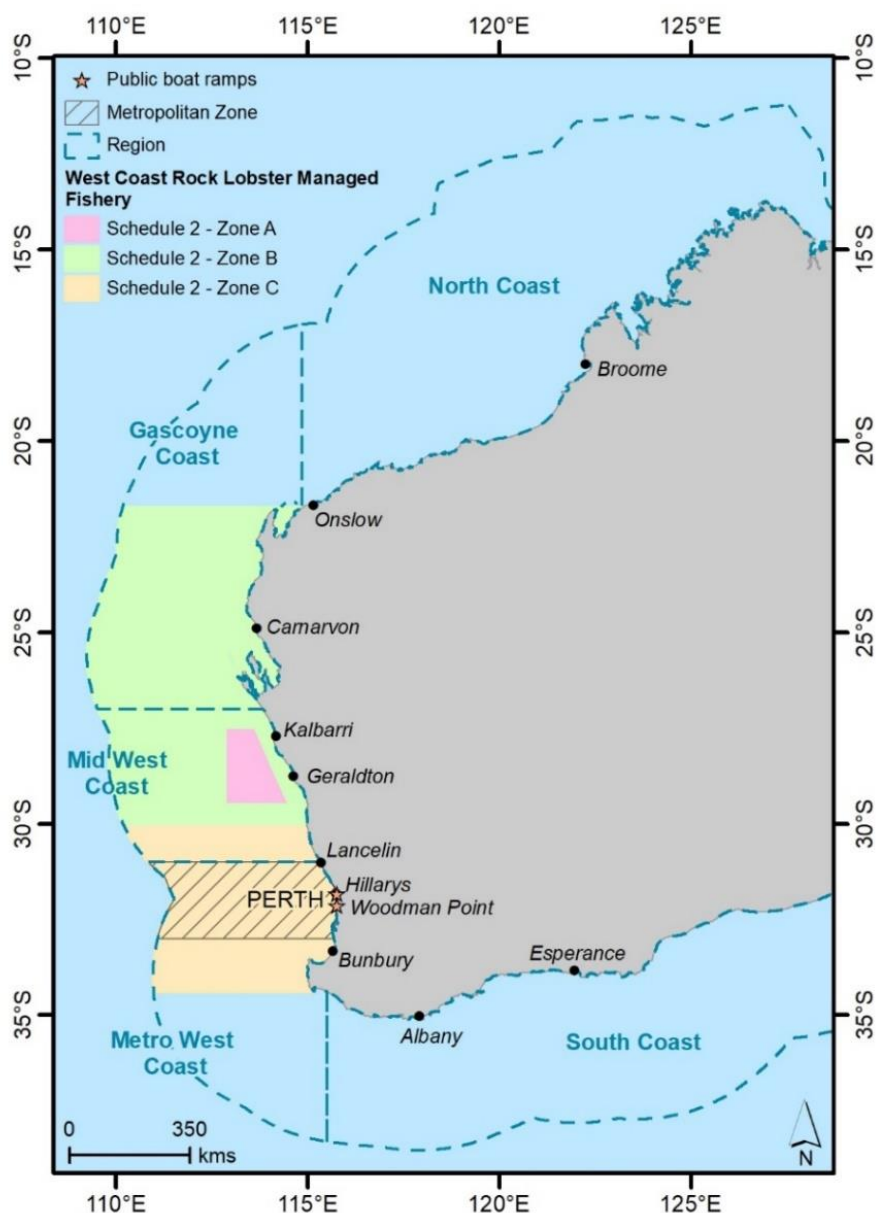 110°E 115°E 120°E 125°E
10°S
15°S
20°S
25°S
30°S
35°S
Public boat ramps
Metropolitan Zone
Region
West Coast Rock Lobster Managed
Fishery
Schedule 2 - Zone A
Schedule 2 - Zone B
Schedule 2 - Zone C
North Coast
Broome
Gascoyne
Coast
Onslow
Carnarvon
Kalbarri
Mid West
Coast
Geraldton
Lancelin
Hillarys
PERTH
Woodman Point
Bunbury
Esperance
Albany
Metro West
Coast
South Coast
0 350
kms
N
10°S
15°S
20°S
25°S
30°S
35°S
110°E 115°E 120°E 125°E